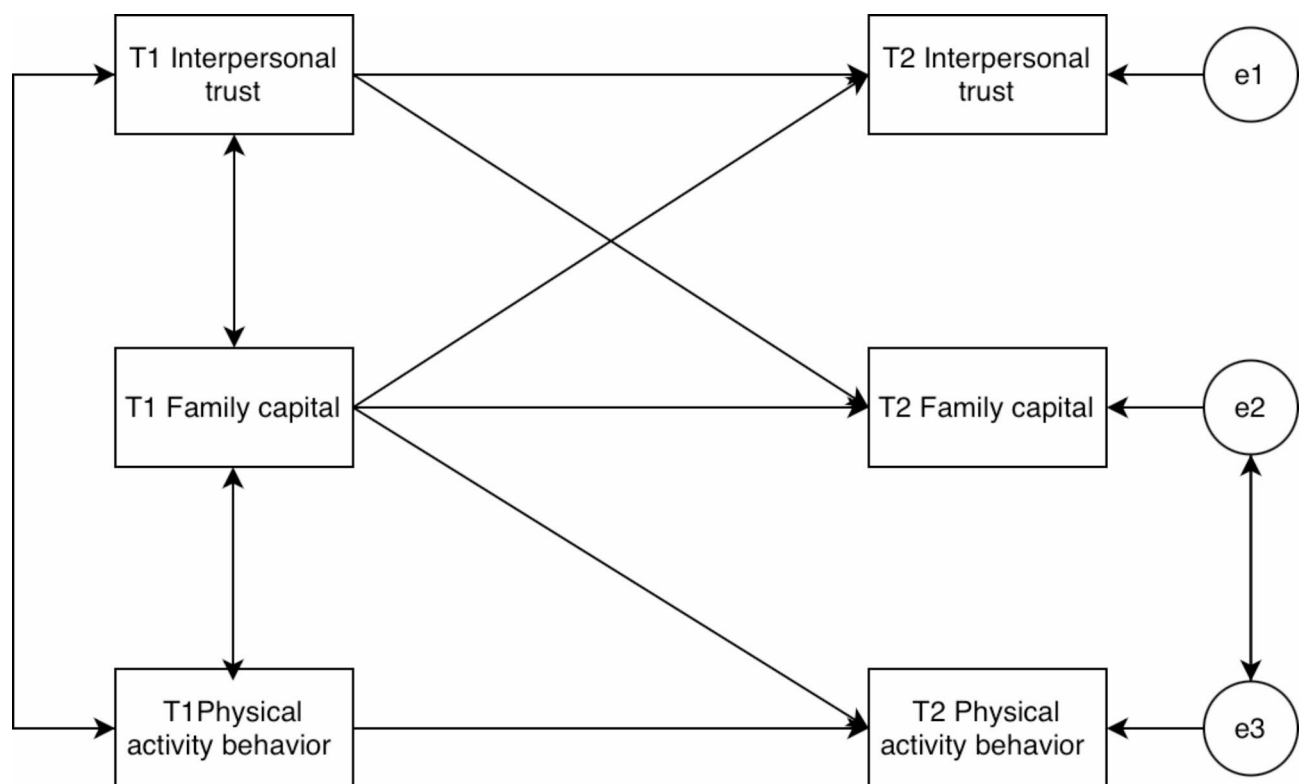 T1 Interpersonal
trust
T2 Interpersonal
trust
e1
T1 Family capital
T2 Family capital
e2
T1Physical
activity behavior
T2 Physical
activity behavior
e3